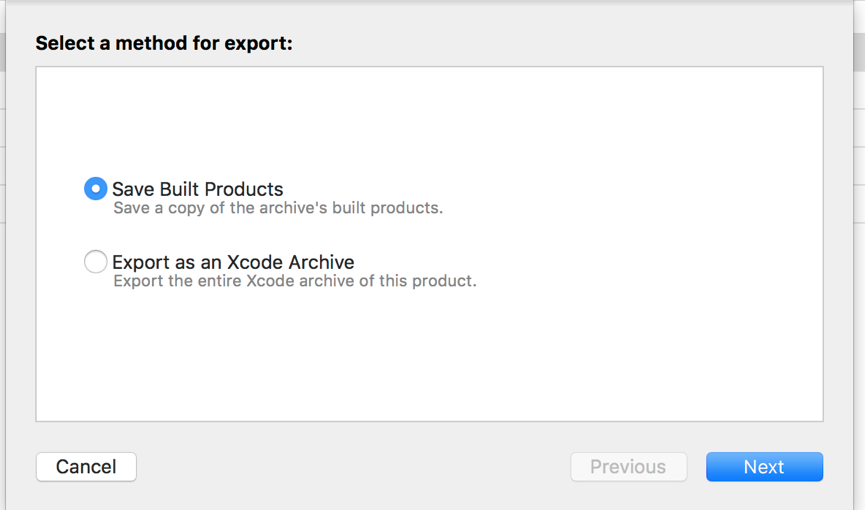 Select a method for export:
Save Built Products
Save a copy of the archive's built products.
Export as an Xcode Archive
Export the entire Xcode archive of this product.
Cancel
Previous
Next